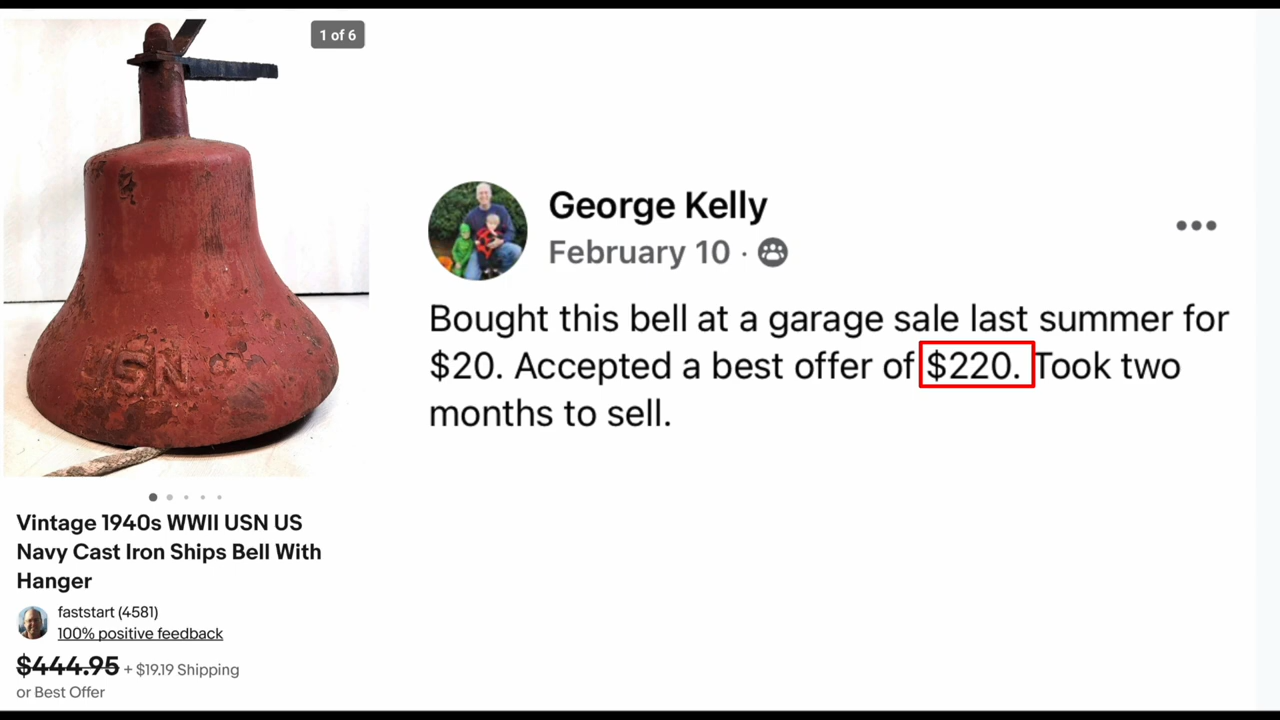 1 of 6
USN
Vintage 1940s WWII USN US
Navy Cast Iron Ships Bell With
Hanger
faststart (4581)
100% positive feedback
$444.95 + $19.19 Shipping
or Best Offer
George Kelly
February 10 ·
Bought this bell at a garage sale last summer for
$20. Accepted a best offer of $220. Took two
months to sell.